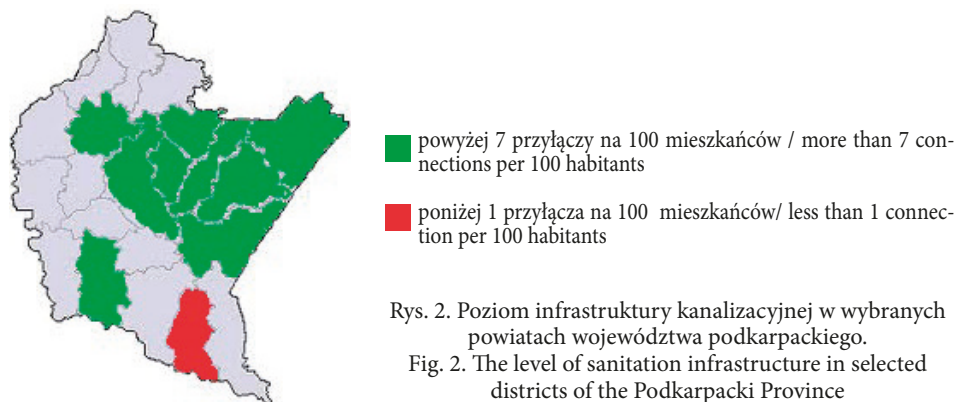 powyżej 7 przyłączy na 100 mieszkańców / more than 7 con-
nections per 100 habitants
poniżej 1 przyłącza na 100 mieszkańców/ less than 1 connec-
tion per 100 habitants
Rys. 2. Poziom infrastruktury kanalizacyjnej w wybranych
powiatach województwa podkarpackiego.
Fig. 2. The level of sanitation infrastructure in selected
districts of the Podkarpacki Province